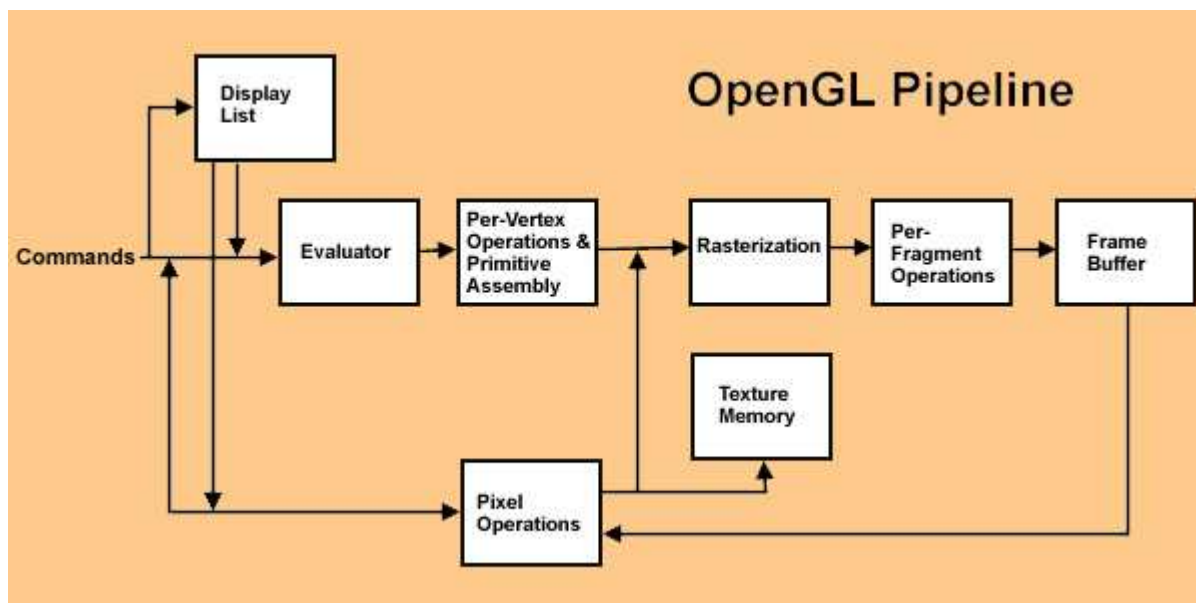 OpenGL Pipeline
Display
List
Commands
Evaluator
Per-Vertex
Operations &
Primitive
Assembly
Rasterization
Per-
Fragment
Operations
Frame
Buffer
Texture
Memory
Pixel
Operations